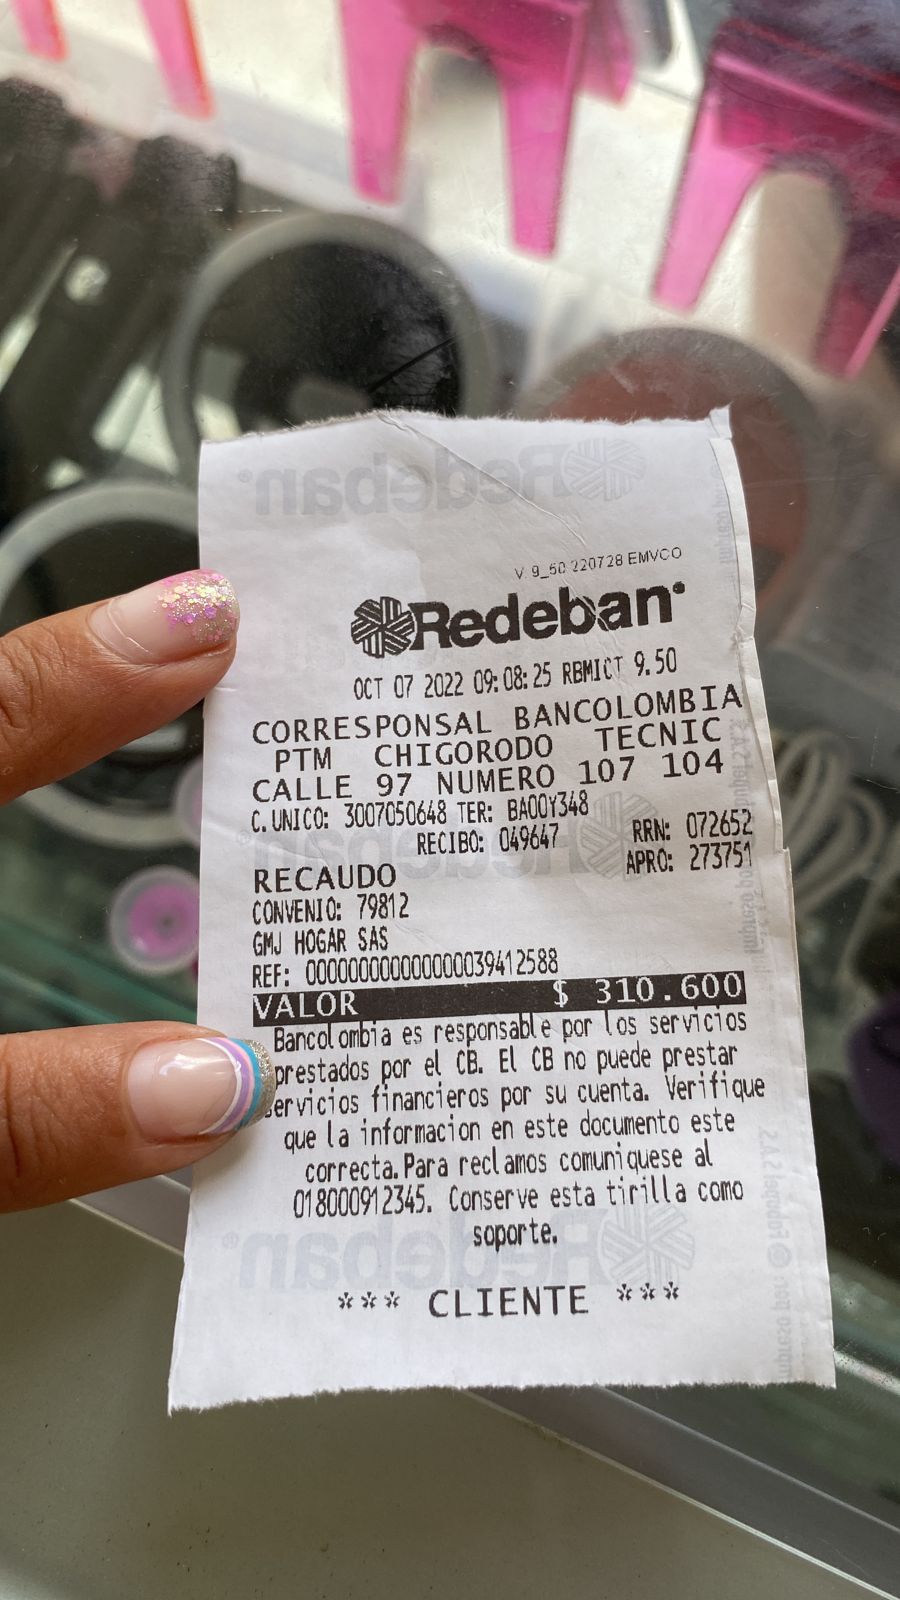 V 9_50 220728 EMVCO
Redeban
OCT 07 2022 09:08:25 RBMICT 9.50
CORRESPONSAL BANCOLOMBIA
PTM CHIGORODO TECNIC
CALLE 97 NUMERO 107 104
C.UNICO: 3007050648 TER: BAOOY348
RECIBO: 049647 RRN: 072652
APRO: 273751
RECAUDO
CONVENIO: 79812
GMJ HOGAR SAS
REF: 000000000000000039412588
VALOR $ 310.600
Bancolombia es responsable por los servicios
prestados por el CB. El CB no puede prestar
servicios financieros por su cuenta. Verifique
que la informacion en este documento este
correcta.Para reclamos comuniquese al
018000912345. Conserve esta tirilla como
soporte.
*** CLIENTE ***